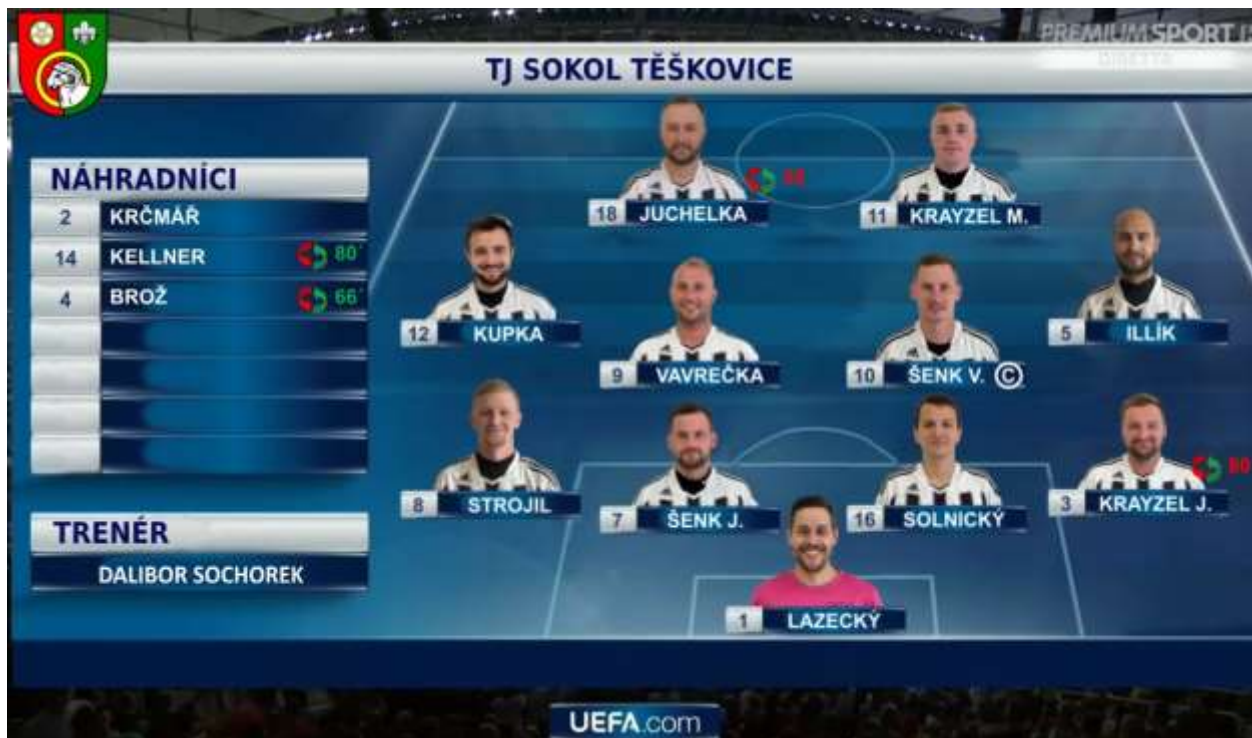 PREMIUM SPORT
DIRETTA
TJ SOKOL TĚŠKOVICE
NÁHRADNÍCI
2 KRČMÁŘ
14 KELLNER 80'
4 BROŽ 66'
TRENÉR
DALIBOR SOCHOREK
18 JUCHELKA
11 KRAYZEL M.
12 KUPKA
5 ILLÍK
9 VAVREČKA
10 ŠENK V. ©
8 STROJIL
7 ŠENK J.
16 SOLNICKÝ
3 KRAYZEL J. 80
1 LAZECKÝ
UEFA.com